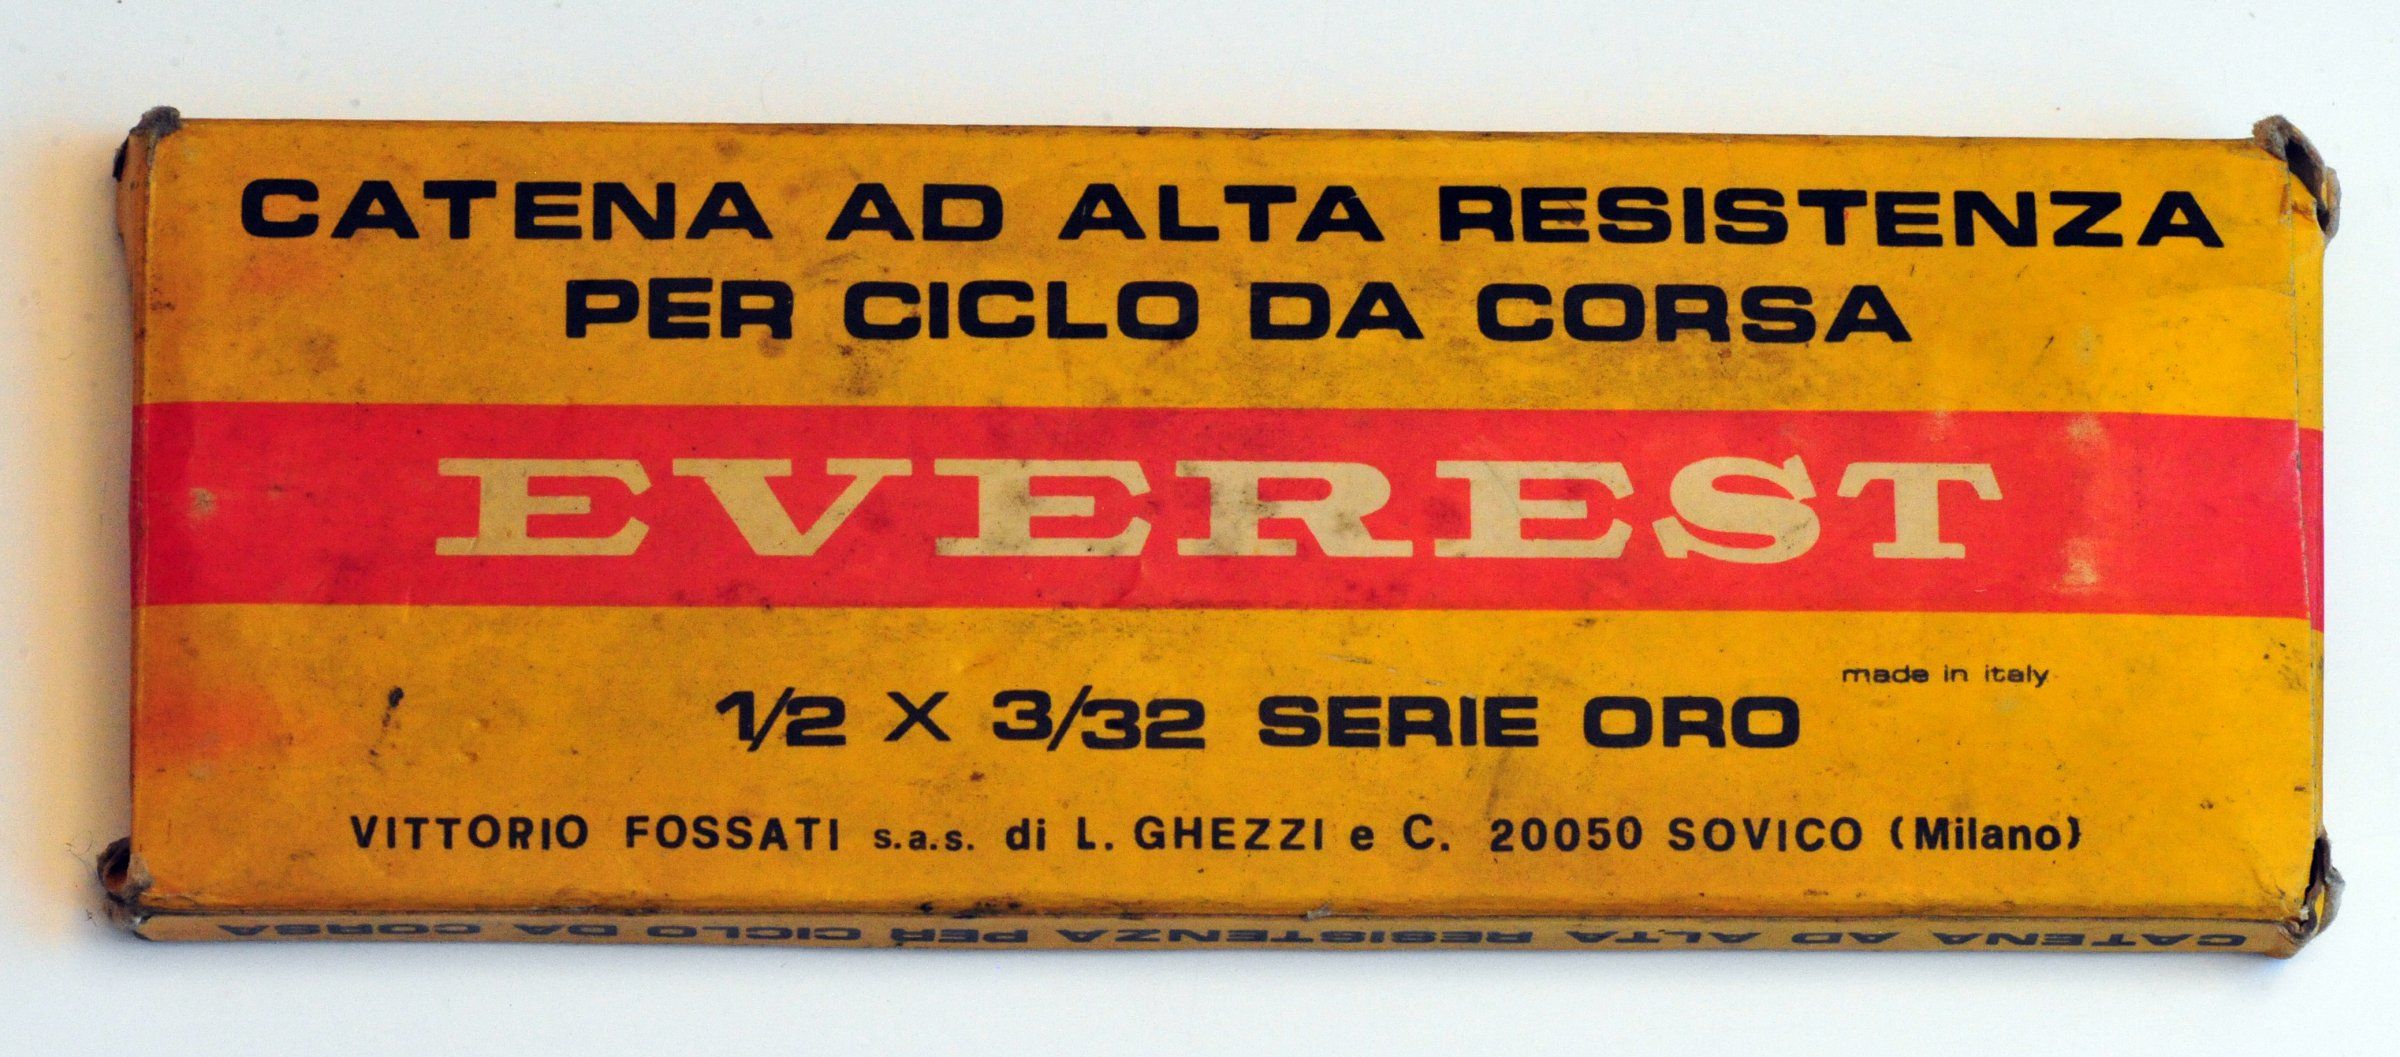 CATENA AD ALTA RESISTENZA
PER CICLO DA CORSA
EVEREST
made in italy
1/2 X 3/32 SERIE ORO
VITTORIO FOSSATI s.a.s. di L. GHEZZI e C. 20050 SOVICO (Milano)
CATENA AD ALTA RESISTENZA PER CICLO DA CORSA